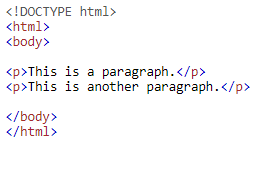 <!DOCTYPE html>
<html>
<body>

<p>This is a paragraph.</p>
<p>This is another paragraph.</p>

</body>
</html>